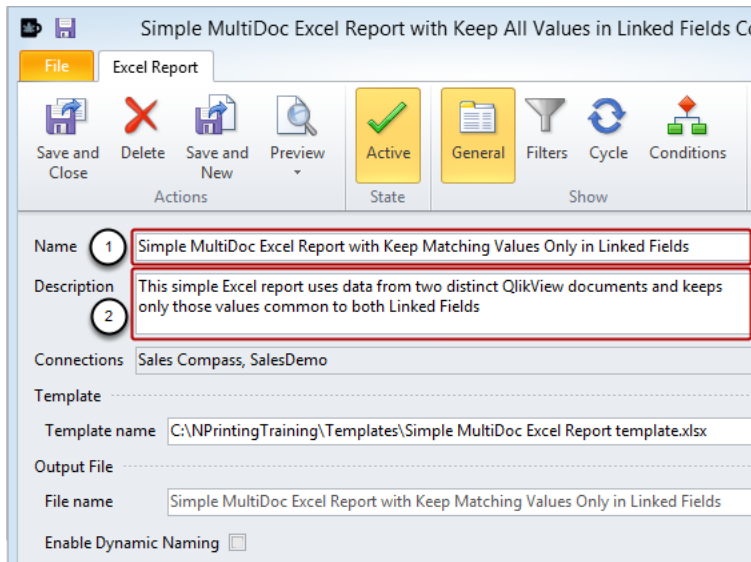 Simple MultiDoc Excel Report with Keep All Values in Linked Fields
File
Excel Report
Save and Close
Delete
Save and New
Preview
Active
General
Filters
Cycle
Conditions
Actions
State
Show
Name
1
Simple MultiDoc Excel Report with Keep Matching Values Only in Linked Fields
Description
2
This simple Excel report uses data from two distinct QlikView documents and keeps
only those values common to both Linked Fields
Connections
Sales Compass, SalesDemo
Template
Template name
C:\NPrintingTraining\Templates\Simple MultiDoc Excel Report template.xlsx
Output File
File name
Simple MultiDoc Excel Report with Keep Matching Values Only in Linked Fields
Enable Dynamic Naming